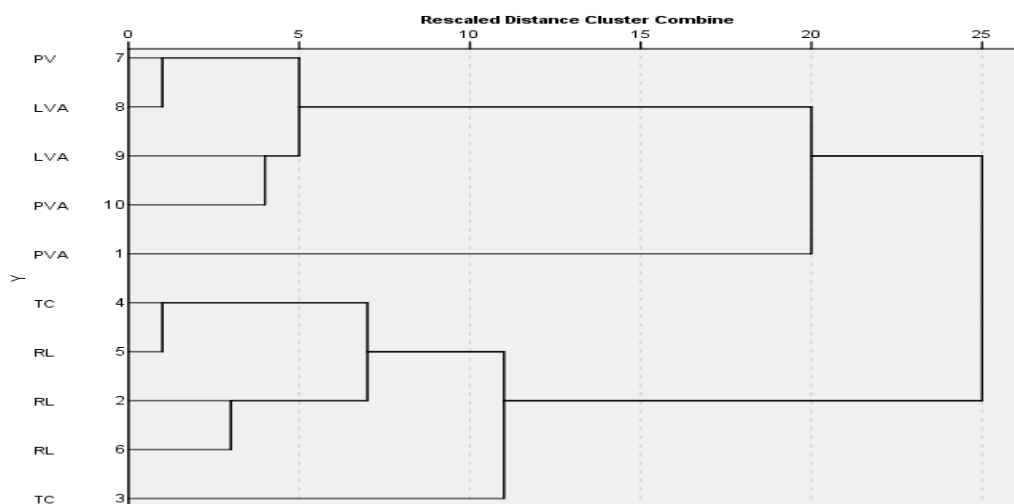 Rescaled Distance Cluster Combine
0 5 10 15 20 25
PV 7
LVA 8
LVA 9
PVA 10
PVA 1
Y
TC 4
RL 5
RL 2
RL 6
TC 3